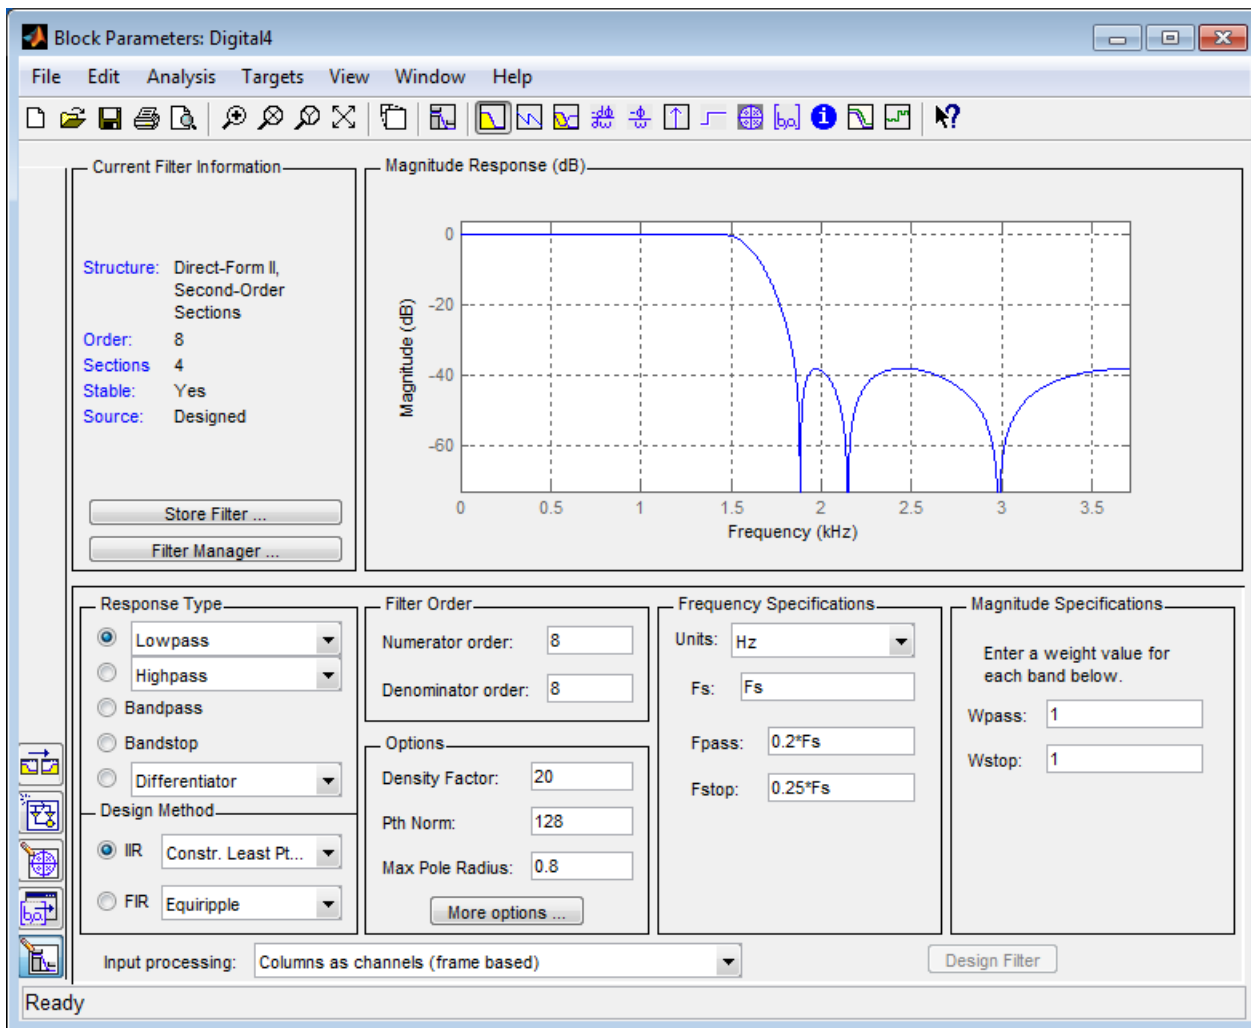 Block Parameters: Digital4
File Edit Analysis Targets View Window Help
Current Filter Information
Structure: Direct-Form II,
Second-Order
Sections
Order: 8
Sections 4
Stable: Yes
Source: Designed
Store Filter ...
Filter Manager ...
Magnitude Response (dB)
Magnitude (dB)
0
-20
-40
-60
0 0.5 1 1.5 2 2.5 3 3.5
Frequency (kHz)
Response Type
Lowpass
Highpass
Bandpass
Bandstop
Differentiator
Design Method
IIR Constr. Least Pt...
FIR Equiripple
Filter Order
Numerator order: 8
Denominator order: 8
Options
Density Factor: 20
Pth Norm: 128
Max Pole Radius: 0.8
More options ...
Frequency Specifications
Units: Hz
Fs: Fs
Fpass: 0.2*Fs
Fstop: 0.25*Fs
Magnitude Specifications
Enter a weight value for
each band below.
Wpass: 1
Wstop: 1
Input processing: Columns as channels (frame based)
Design Filter
Ready